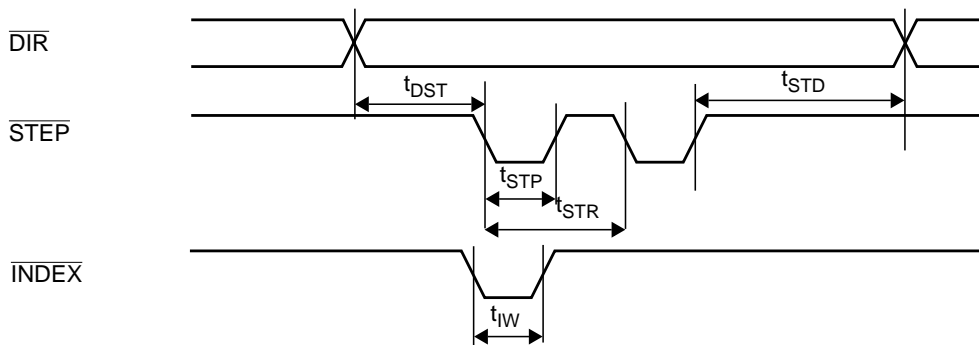 DIR
tDST
tSTD
STEP
tSTP
tSTR
INDEX
tIW